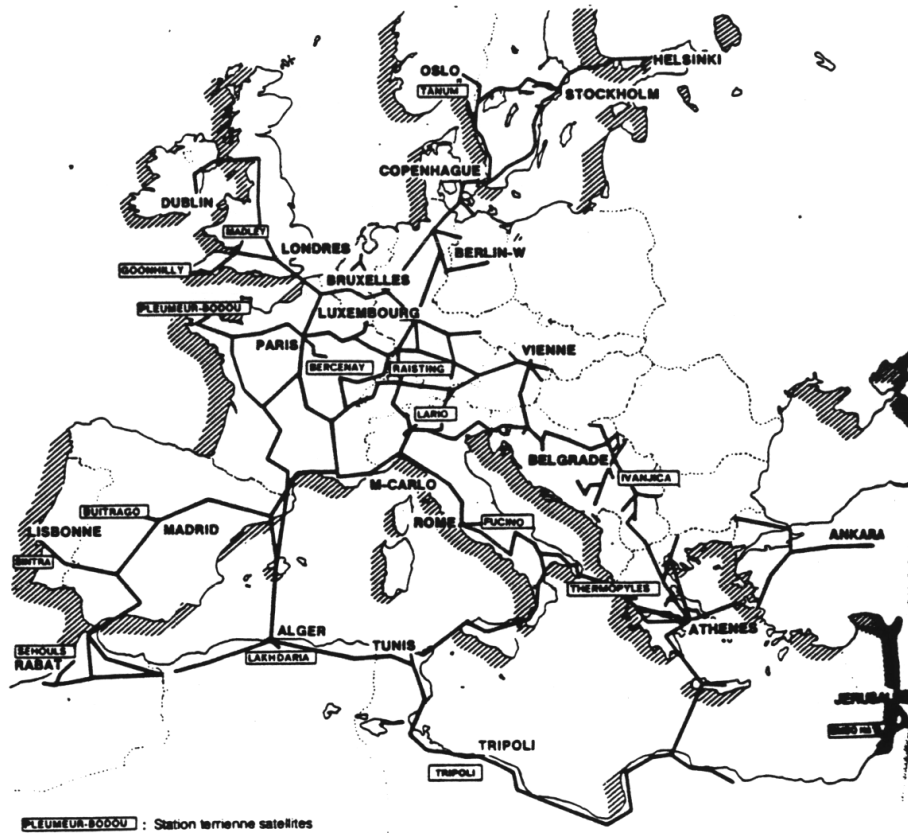 HELSINKI
OSLO
TANUM
STOCKHOLM
COPENHAGUE
DUBLIN
MADLEY
LONDRES
BERLIN-W
GOONHILLY
BRUXELLES
PLEUMEUR-BODOU
LUXEMBOURG
PARIS
VIENNE
BERCENAY
RAISTING
LARIO
BELGRADE
IVANJICA
M-CARLO
BUITRAGO
LISBONNE
MADRID
ROME
FUCINO
ANKARA
SINTRA
THERMOPYLES
ATHENES
ALGER
SEHOULS
RABAT
LAKHDARIA
TUNIS
JERUSAL
TRIPOLI
TRIPOLI
PLEUMEUR-BODOU : Station terrienne satellites